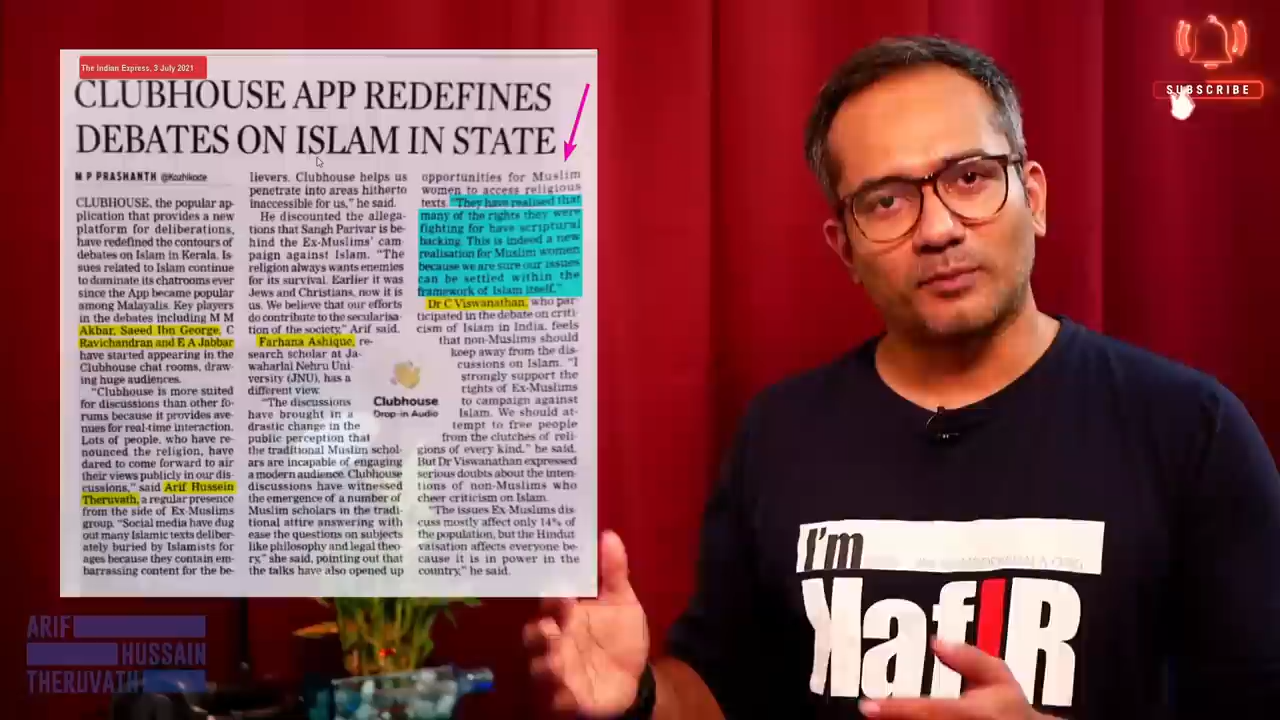 The Indian Express, 3 July 2021
CLUBHOUSE APP REDEFINES
DEBATES ON ISLAM IN STATE
M P PRASHANTH @Kozhikode
CLUBHOUSE, the popular ap-
plication that provides a new
platform for deliberations,
have redefined the contours of
debates on Islam in Kerala. Is-
sues related to Islam continue
to dominate its chatrooms ever
since the App became popular
among Malayalis. Key players
in the debates including M M
Akbar, Saeed Ibn George, C
Ravichandran and E A Jabbar
have started appearing in the
Clubhouse chat rooms, draw-
ing huge audiences.
"Clubhouse is more suited
for discussions than other fo-
rums because it provides ave-
nues for real-time interaction.
Lots of people, who have re-
nounced the religion, have
dared to come forward to air
their views publicly in our dis-
cussions," said Arif Hussein
Theruvath, a regular presence
from the side of Ex-Muslims
group. "Social media have dug
out many Islamic texts deliber-
ately buried by Islamists for
ages because they contain em-
barrassing content for the be-
lievers. Clubhouse helps us
penetrate into areas hitherto
inaccessible for us," he said.
He discounted the allega-
tions that Sangh Parivar is be-
hind the Ex-Muslims' cam-
paign against Islam. "The
religion always wants enemies
for its survival. Earlier it was
Jews and Christians, now it is
us. We believe that our efforts
do contribute to the secularisa-
tion of the society," Arif said.
Farhana Ashique, re-
search scholar at Ja-
waharlal Nehru Uni-
versity (JNU), has a
different view.
"The discussions
have brought in a
drastic change in the
public perception that
the traditional Muslim schol-
ars are incapable of engaging
a modern audience. Clubhouse
discussions have witnessed
the emergence of a number of
Muslim scholars in the tradi-
tional attire answering with
ease the questions on subjects
like philosophy and legal theo-
ry," she said, pointing out that
the talks have also opened up
Clubhouse
Drop-in Audio
opportunities for Muslim
women to access religious
texts. "They have realised that
many of the rights they were
fighting for have scriptural
backing. This is indeed a new
realisation for Muslim women
because we are sure our issues
can be settled within the
framework of Islam itself."
Dr C Viswanathan, who par-
ticipated in the debate on criti-
cism of Islam in India, feels
that non-Muslims should
keep away from the dis-
cussions on Islam. "I
strongly support the
rights of Ex-Muslims
to campaign against
Islam. We should at-
tempt to free people
from the clutches of reli-
gions of every kind," he said.
But Dr Viswanathan expressed
serious doubts about the inten-
tions of non-Muslims who
cheer criticism on Islam.
"The issues Ex-Muslims dis-
cuss mostly affect only 14% of
the population, but the Hindut
vaisation affects everyone be-
cause it is in power in the
country," he said.
SUBSCRIBE
I'm
KafIR
ARIF
HUSSAIN
THERUVATH